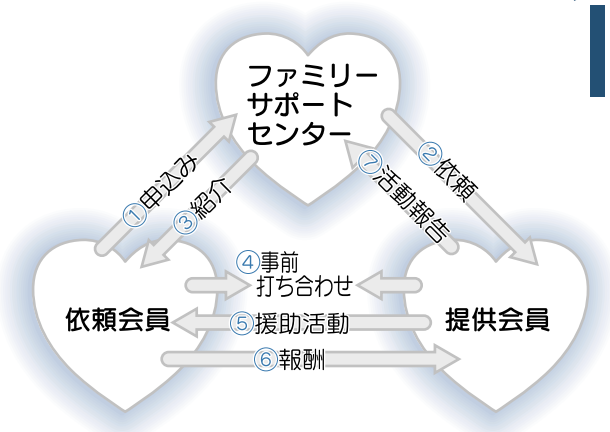 ファミリー
サポート
センター
①申込み
②依頼
③紹介
⑦活動報告
④事前
打ち合わせ
依頼会員
⑤援助活動
提供会員
⑥報酬